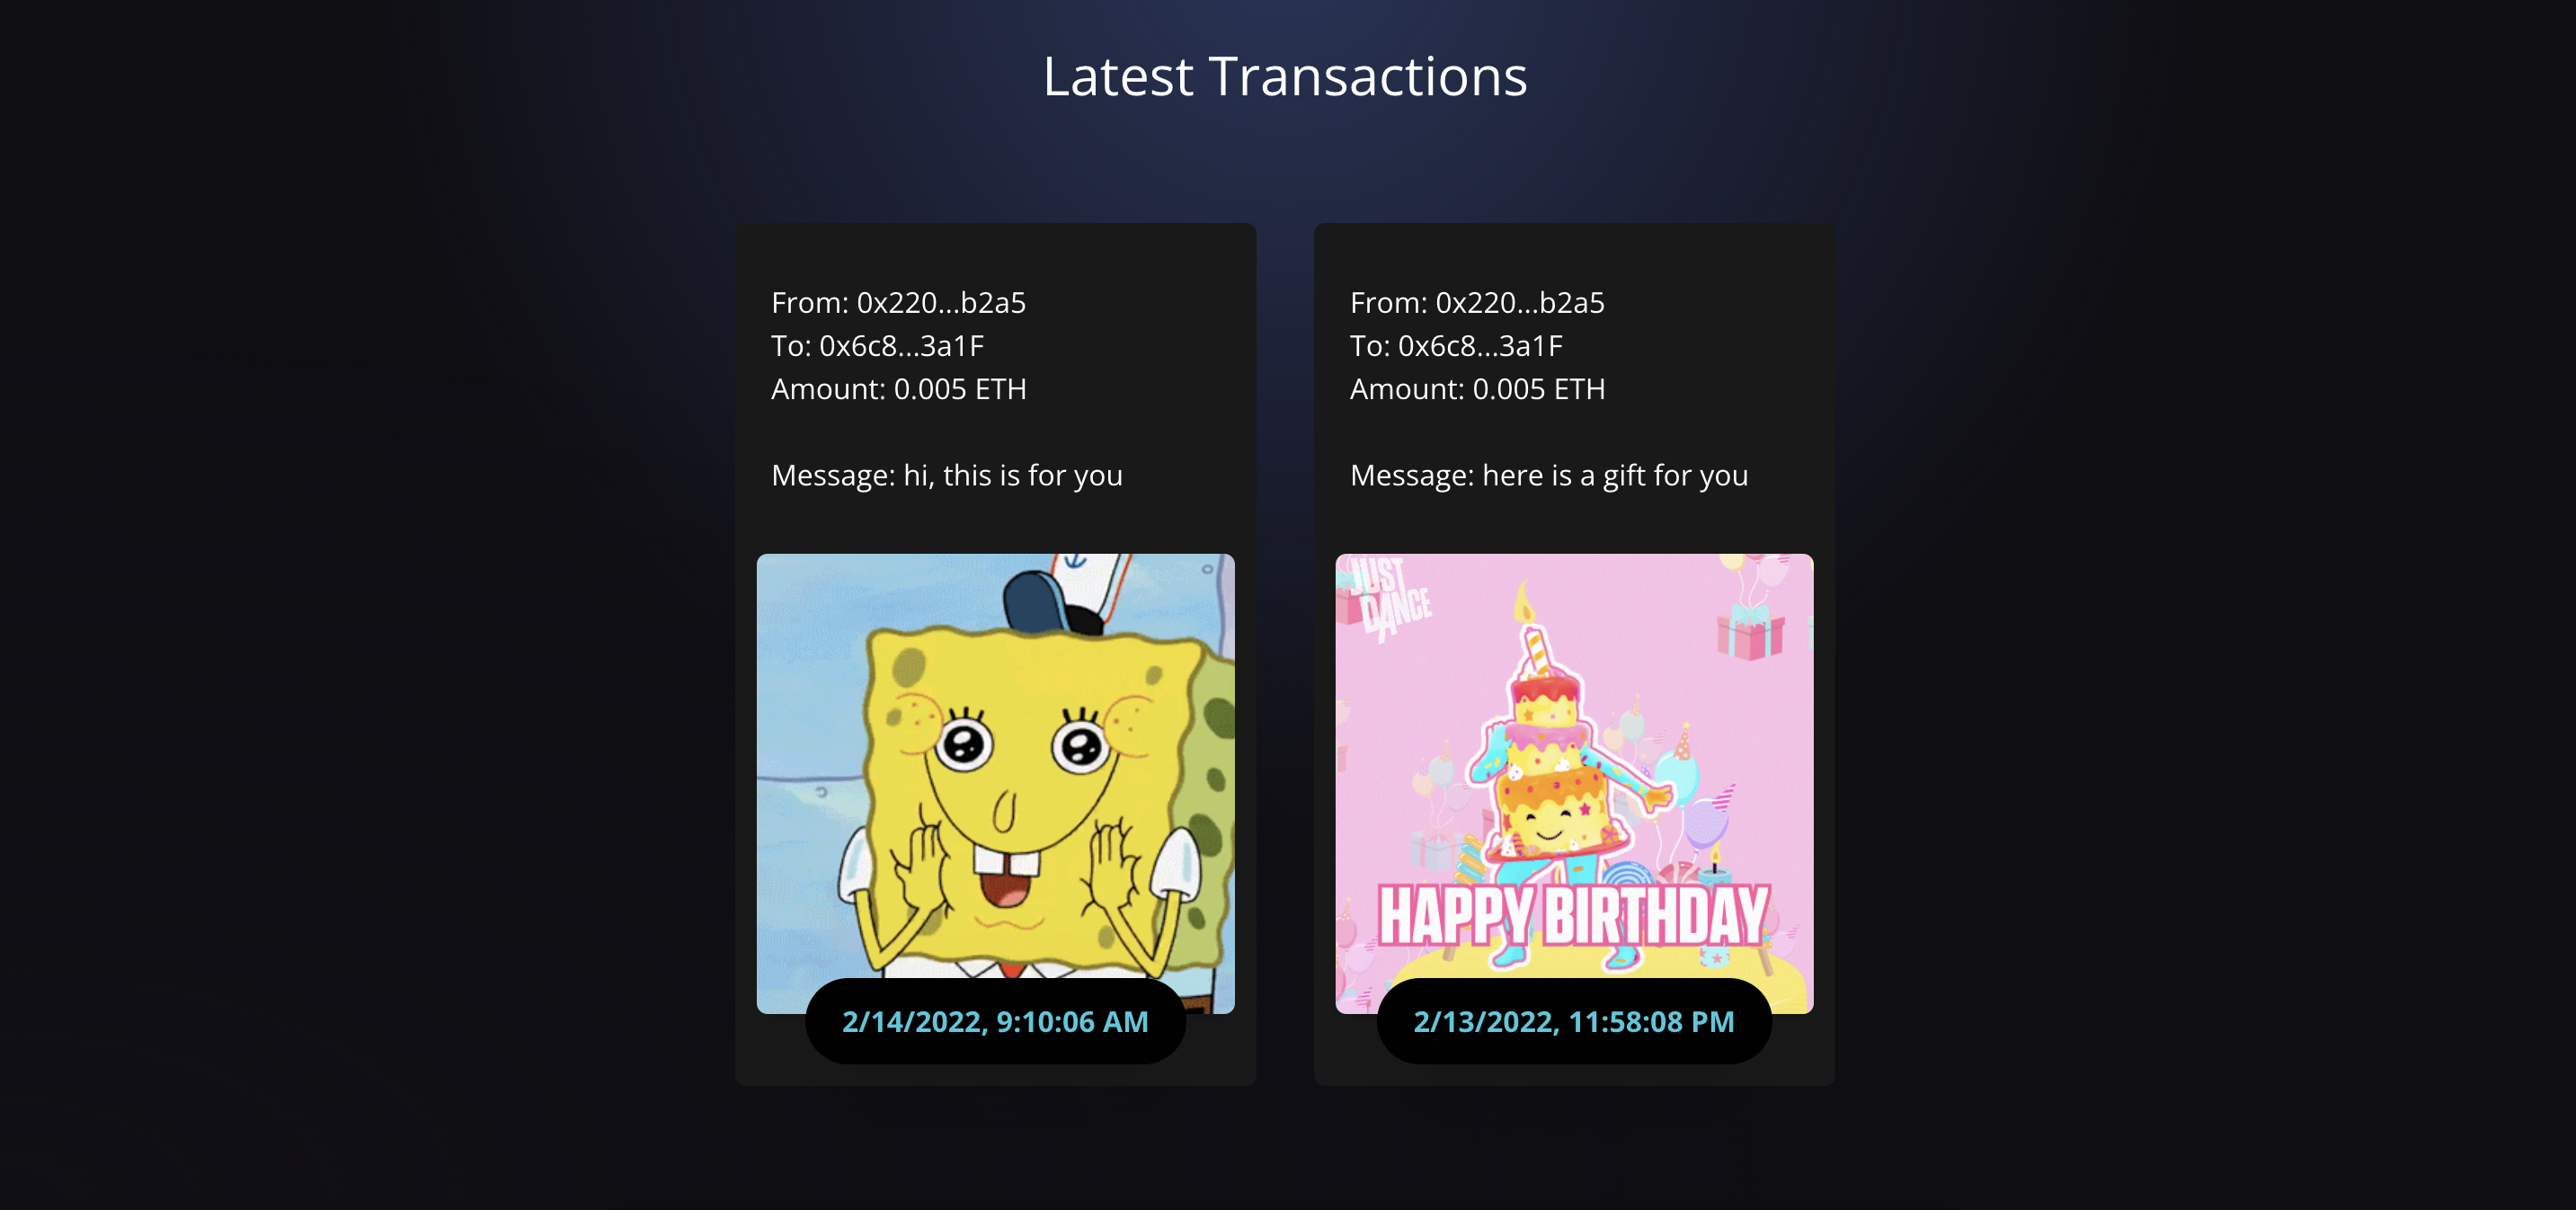 Latest Transactions
From: 0x220...b2a5
To: 0x6c8...3a1F
Amount: 0.005 ETH
Message: hi, this is for you
2/14/2022, 9:10:06 AM
From: 0x220...b2a5
To: 0x6c8...3a1F
Amount: 0.005 ETH
Message: here is a gift for you
JUST
DANCE
HAPPY BIRTHDAY
2/13/2022, 11:58:08 PM